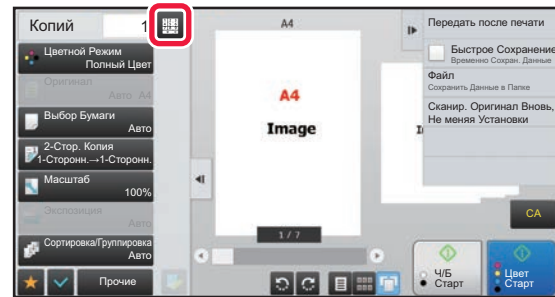 Копий 1
Цветной Режим
Полный Цвет
Оригинал
Авто A4
Выбор Бумаги
Авто
2-Стор. Копия
1-Сторонн.→1-Сторонн.
Масштаб
100%
Экспозиция
Авто
Сортировка/Группировка
Авто
Прочие
A4
A4
Image
1 / 7
Передать после печати
Быстрое Сохранение
Временно Сохран. Данные
Файл
Сохранить Данные в Папке
Сканир. Оригинал Вновь,
Не меняя Установки
CA
Ч/Б
Старт
Цвет
Старт